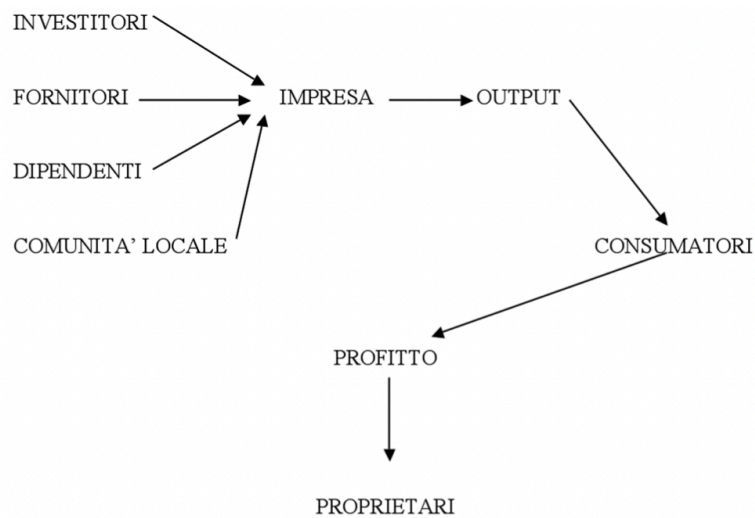 INVESTITORI
FORNITORI
IMPRESA
OUTPUT
DIPENDENTI
COMUNITA’ LOCALE
CONSUMATORI
PROFITTO
PROPRIETARI